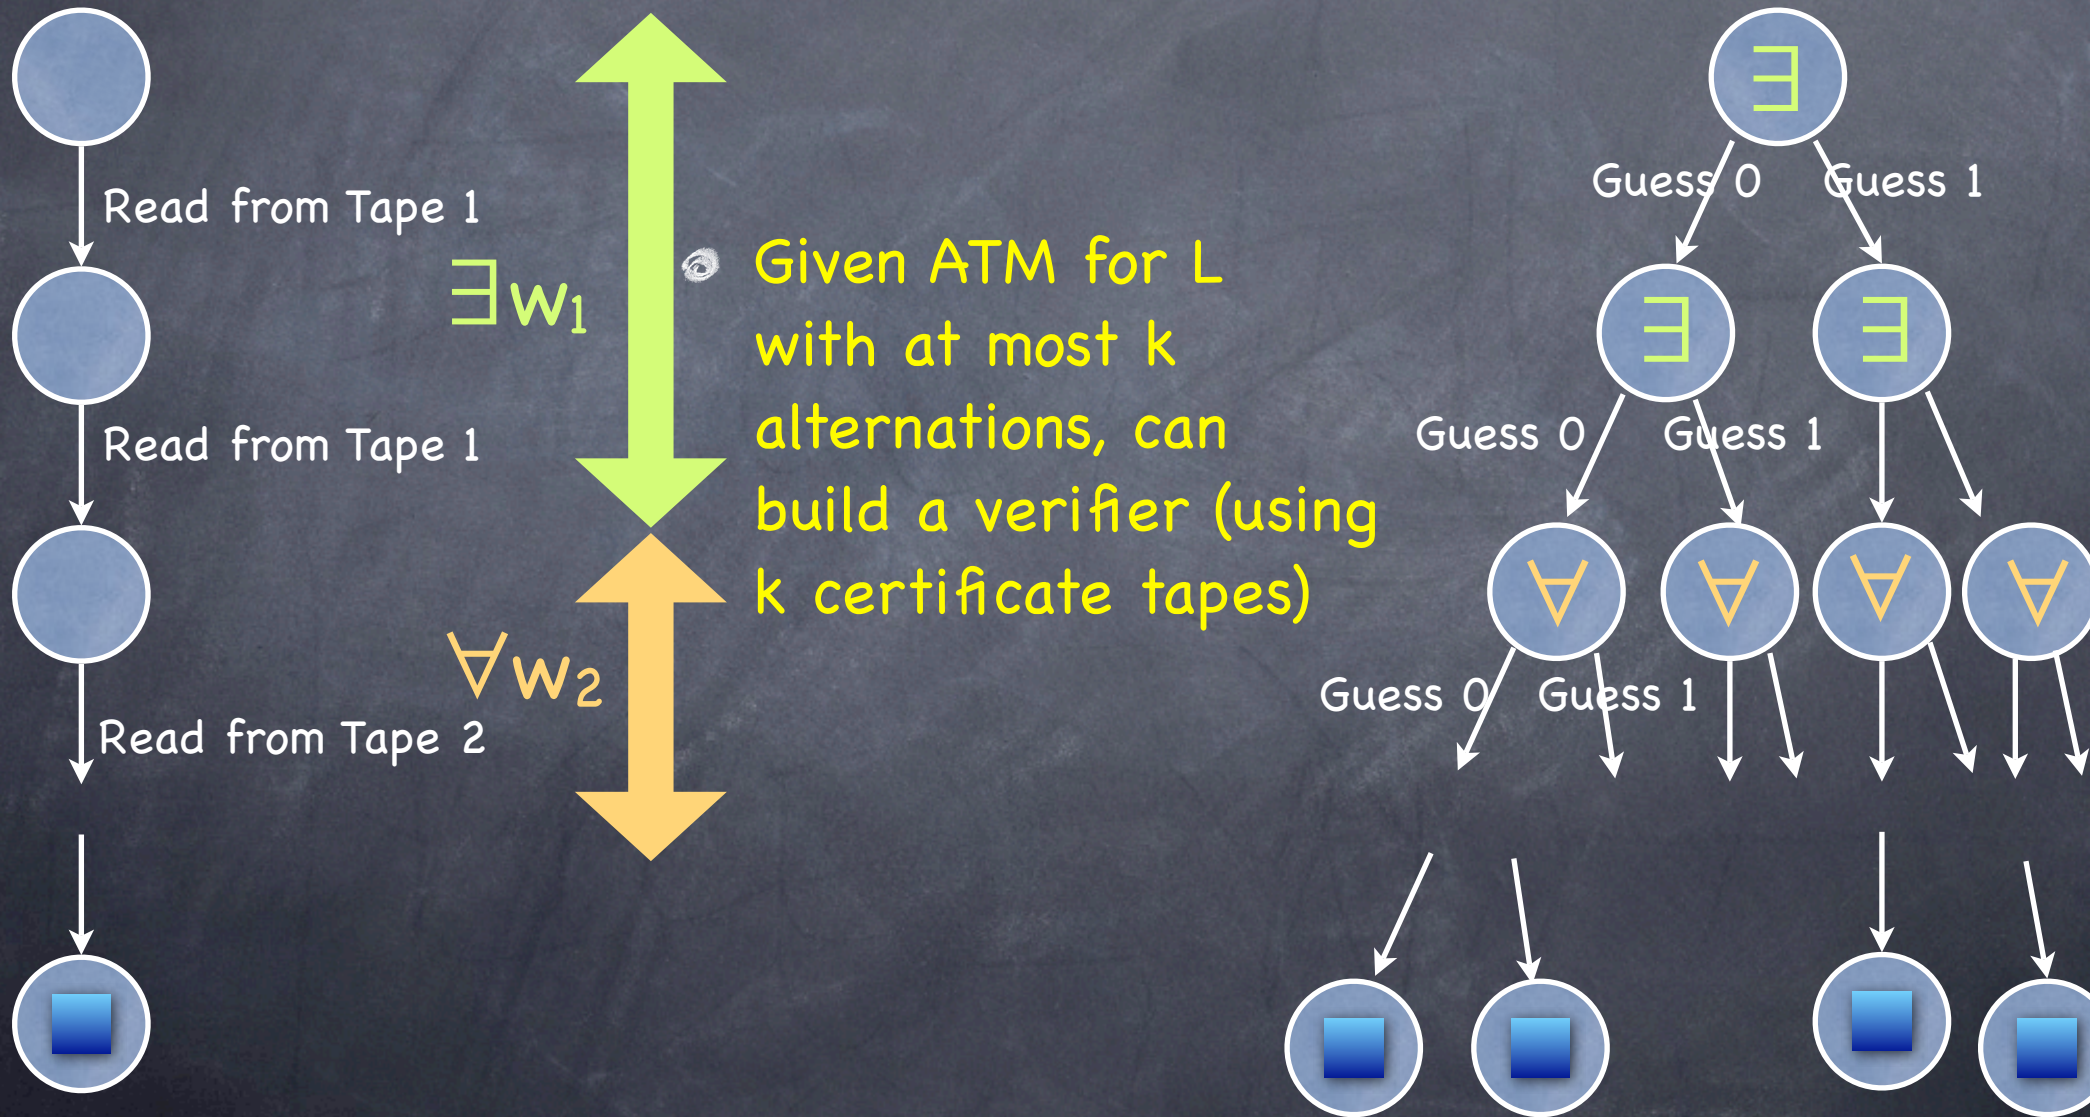 ∃
Guess 0 Guess 1
Read from Tape 1
Given ATM for L
∃w₁
∃ ∃
with at most k
alternations, can
Guess 0 Guess 1
Read from Tape 1
build a verifier (using
k certificate tapes)
∀ ∀ ∀ ∀
∀w₂
Guess 0 Guess 1
Read from Tape 2